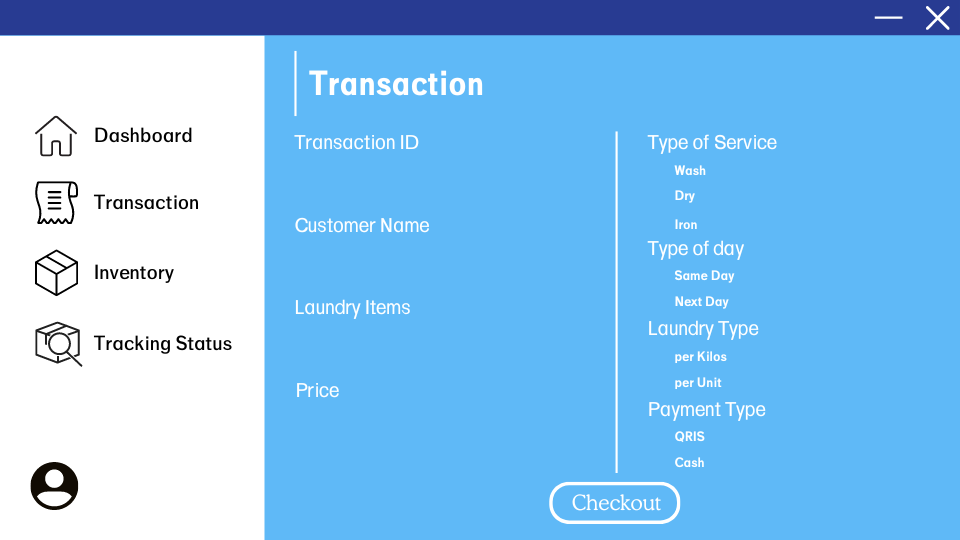 Dashboard
Transaction
Inventory
Tracking Status
Transaction
Transaction ID
Customer Name
Laundry Items
Price
Type of Service
Wash
Dry
Iron
Type of day
Same Day
Next Day
Laundry Type
per Kilos
per Unit
Payment Type
QRIS
Cash
Checkout